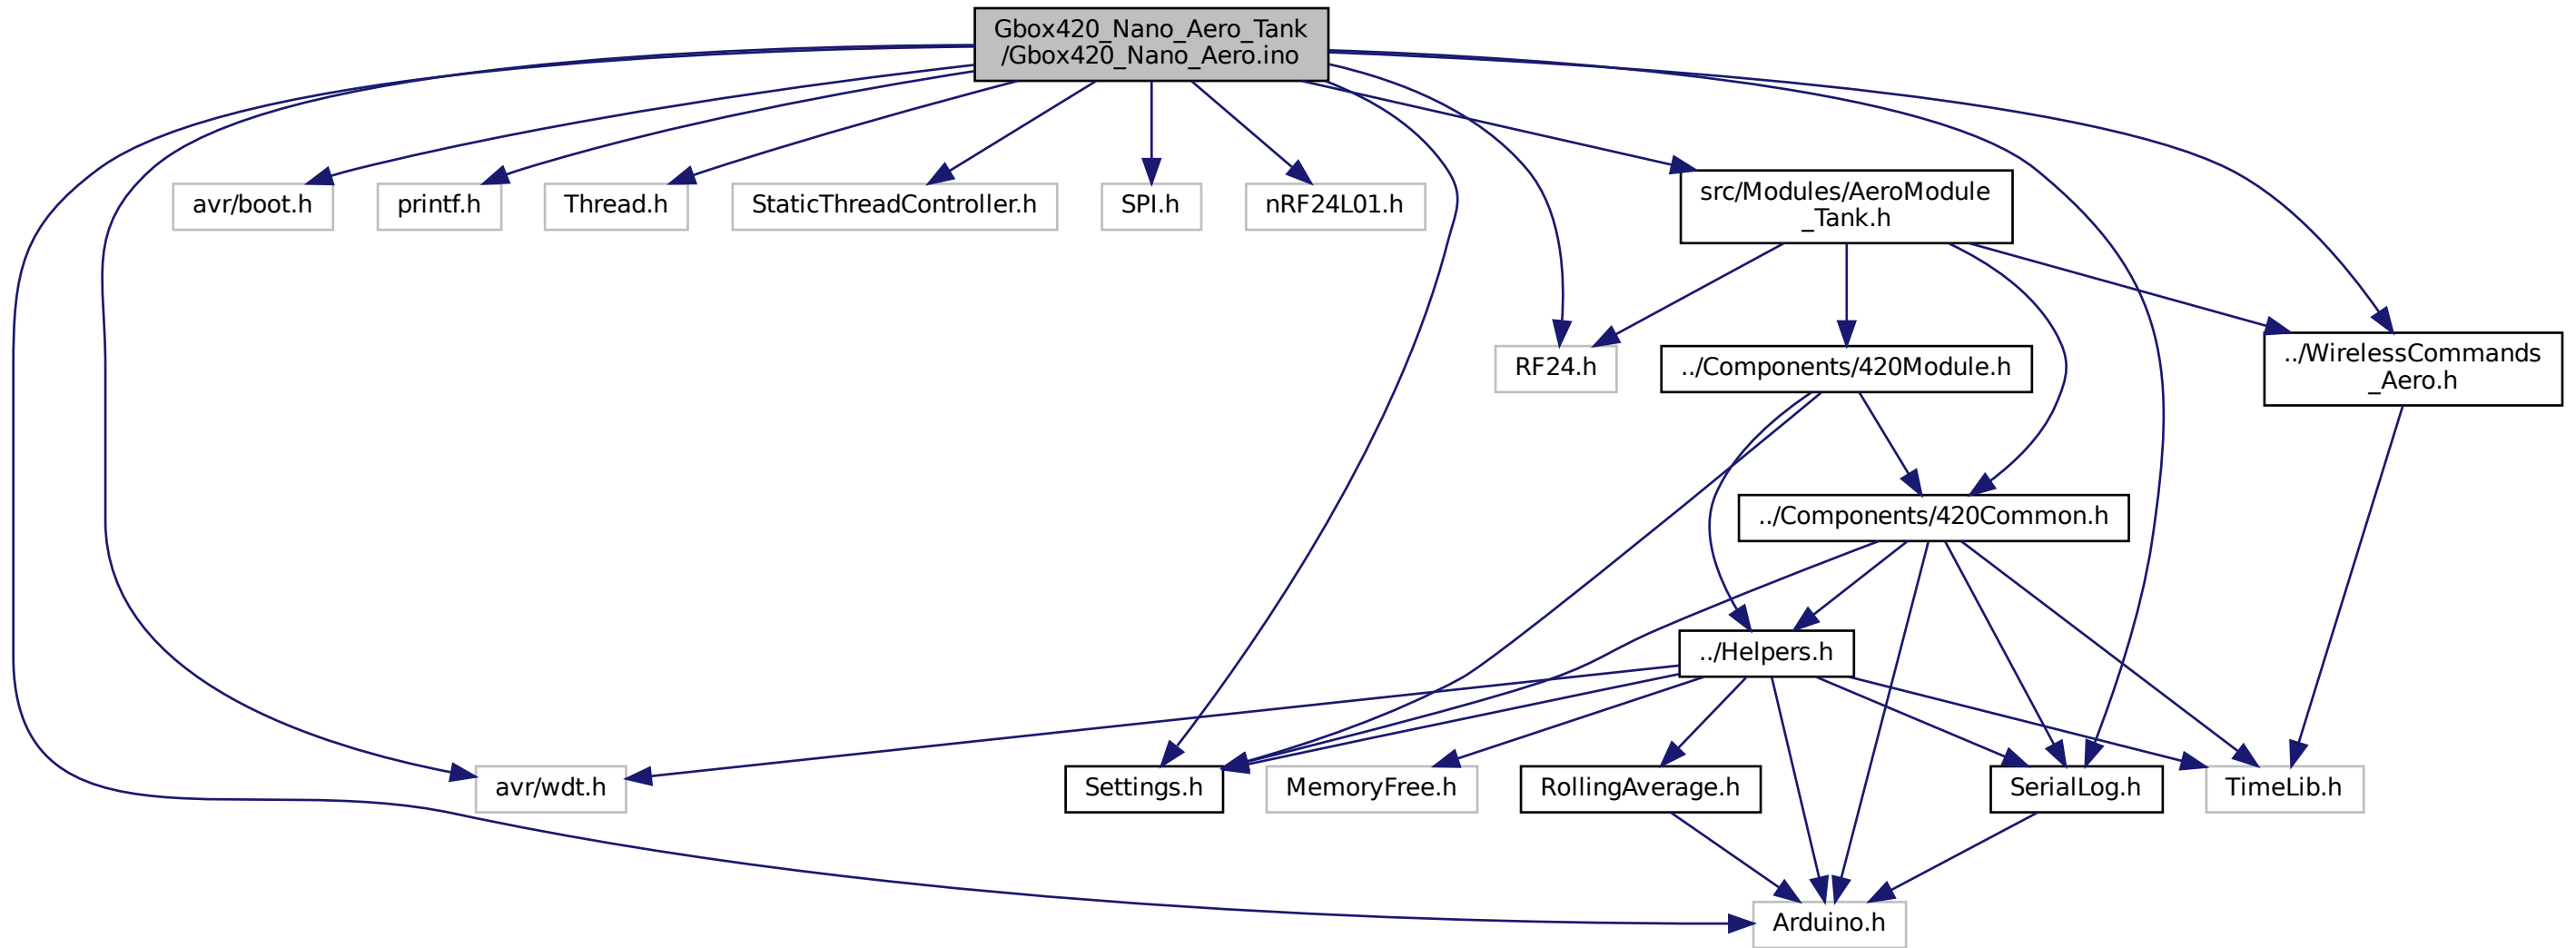 Gbox420_Nano_Aero_Tank
/Gbox420_Nano_Aero.ino
avr/boot.h
printf.h
Thread.h
StaticThreadController.h
SPI.h
nRF24L01.h
src/Modules/AeroModule
_Tank.h
RF24.h
../Components/420Module.h
../WirelessCommands
_Aero.h
../Components/420Common.h
../Helpers.h
avr/wdt.h
Settings.h
MemoryFree.h
RollingAverage.h
SerialLog.h
TimeLib.h
Arduino.h